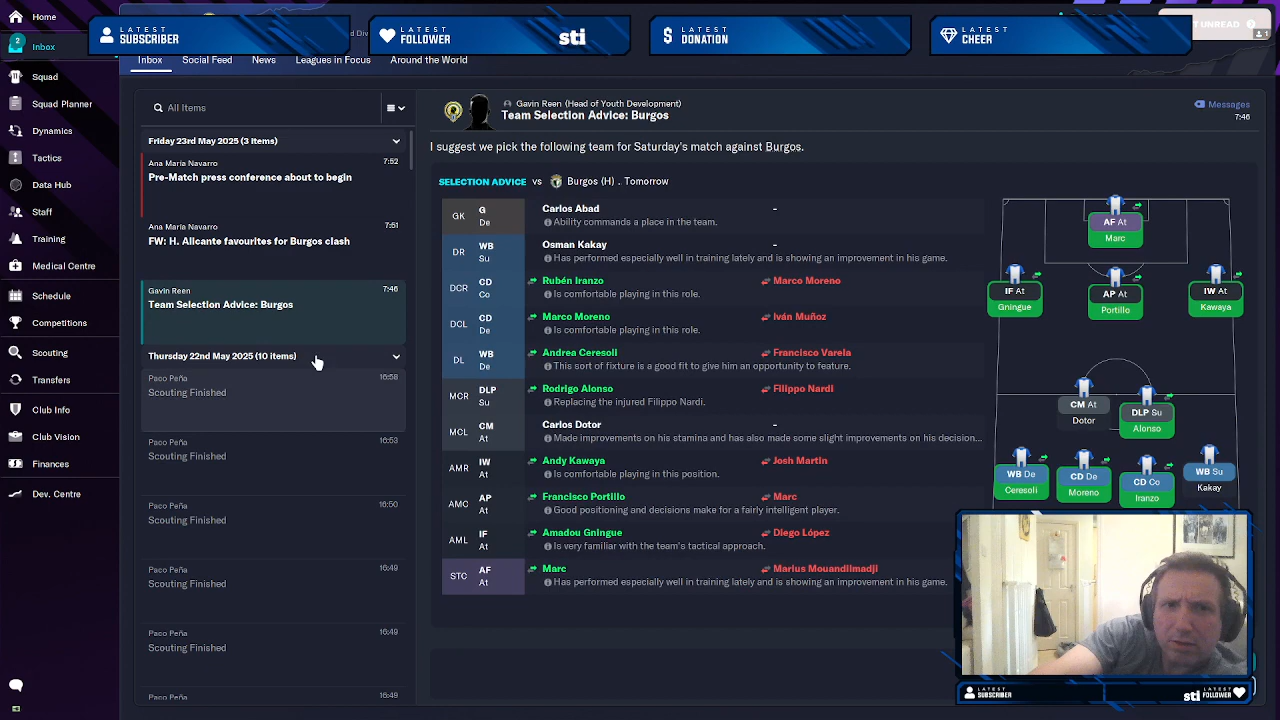 Home
LATEST
SUBSCRIBER
LATEST
FOLLOWER
sti
LATEST
DONATION
LATEST
CHEER
UNREAD
1
2
Inbox
Squad
Squad Planner
Dynamics
Tactics
Data Hub
Staff
Training
Medical Centre
Schedule
Competitions
Scouting
Transfers
Club Info
Club Vision
Finances
Dev. Centre
Inbox
Social Feed
News
Leagues in Focus
Around the World
All Items
Friday 23rd May 2025 (3 items)
Ana María Navarro
7:52
Pre-Match press conference about to begin
Ana María Navarro
7:51
FW: H. Alicante favourites for Burgos clash
Gavin Reen
7:46
Team Selection Advice: Burgos
Thursday 22nd May 2025 (10 items)
Paco Peña
16:58
Scouting Finished
Paco Peña
16:53
Scouting Finished
Paco Peña
16:50
Scouting Finished
Paco Peña
16:49
Scouting Finished
Paco Peña
16:49
Scouting Finished
Paco Peña
16:49
Gavin Reen (Head of Youth Development)
Team Selection Advice: Burgos
Messages
7:46
I suggest we pick the following team for Saturday's match against Burgos.
SELECTION ADVICE vs Burgos (H) . Tomorrow
GK G De Carlos Abad -
Ability commands a place in the team.
DR WB Su Osman Kakay -
Has performed especially well in training lately and is showing an improvement in his game.
DCR CD Co Rubén Iranzo Marco Moreno
Is comfortable playing in this role.
DCL CD De Marco Moreno Iván Muñoz
Is comfortable playing in this role.
DL WB De Andrea Ceresoli Francisco Varela
This sort of fixture is a good fit to give him an opportunity to feature.
MCR DLP Su Rodrigo Alonso Filippo Nardi
Replacing the injured Filippo Nardi.
MCL CM At Carlos Dotor -
Made improvements on his stamina and has also made some slight improvements on his decision...
AMR IW At Andy Kawaya Josh Martin
Is comfortable playing in this position.
AMC AP At Francisco Portillo Marc
Good positioning and decisions make for a fairly intelligent player.
AML IF At Amadou Gningue Diego López
Is very familiar with the team's tactical approach.
STC AF At Marc Marius Mouandilmadji
Has performed especially well in training lately and is showing an improvement in his game.
AF At
Marc
IF At
Gningue
AP At
Portillo
IW At
Kawaya
CM At
Dotor
DLP Su
Alonso
WB De
Ceresoli
CD De
Moreno
CD Co
Iranzo
WB Su
Kakay
LATEST
SUBSCRIBER
sti
LATEST
FOLLOWER